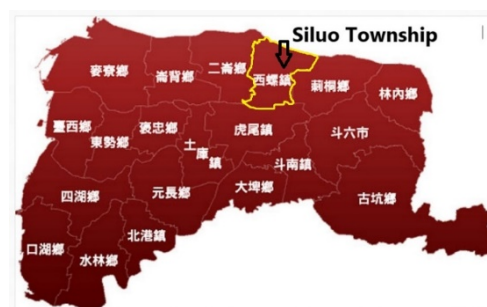 Siluo Township
麥寮鄉
崙背鄉
二崙鄉
西螺鎮
莿桐鄉
林內鄉
臺西鄉
東勢鄉
褒忠鄉
土庫鎮
虎尾鎮
斗南鎮
斗六市
四湖鄉
元長鄉
大埤鄉
古坑鄉
口湖鄉
水林鄉
北港鎮